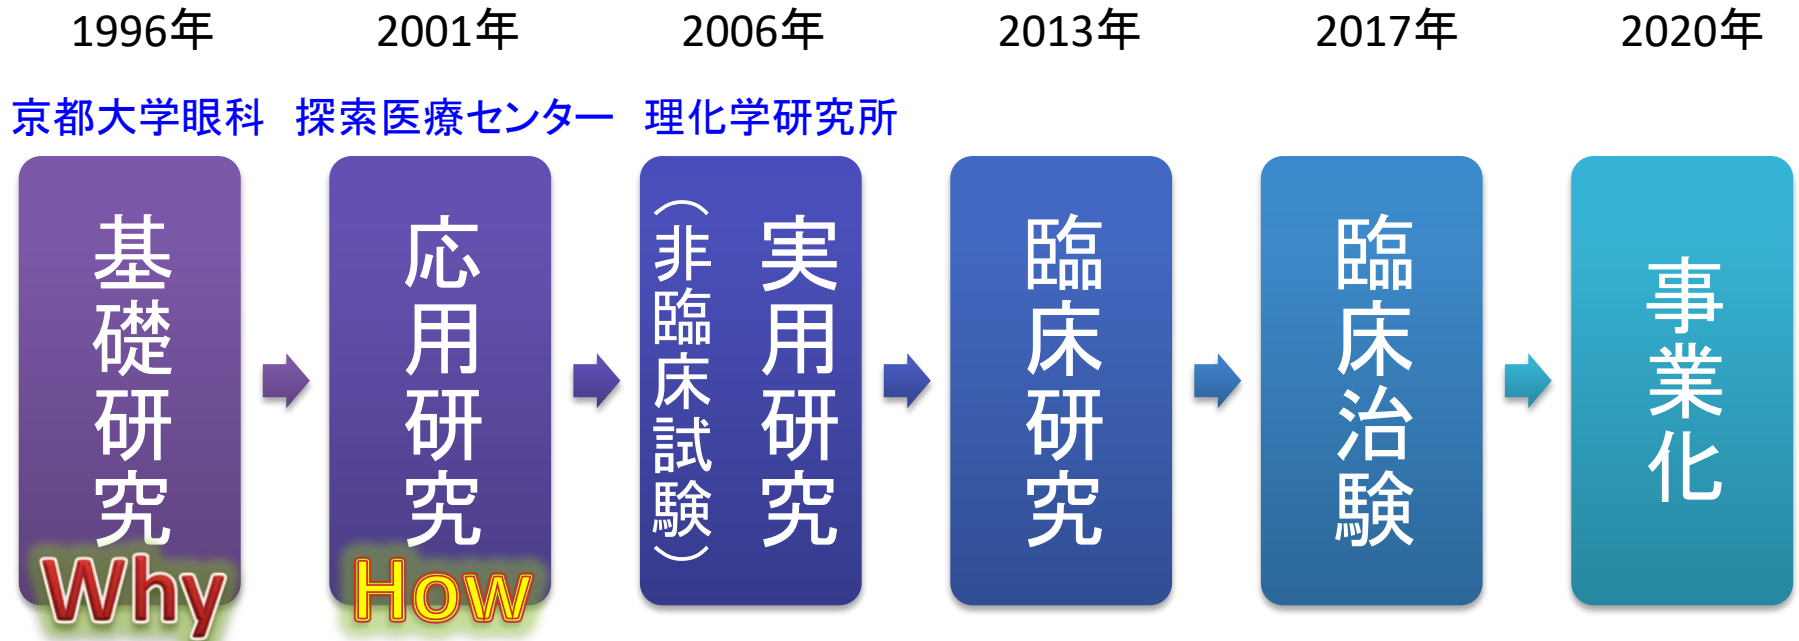 1996年
2001年
2006年
2013年
2017年
2020年
京都大学眼科
探索医療センター
理化学研究所
基礎研究
Why
応用研究
How
実用研究
(非臨床試験)
臨床研究
臨床治験
事業化